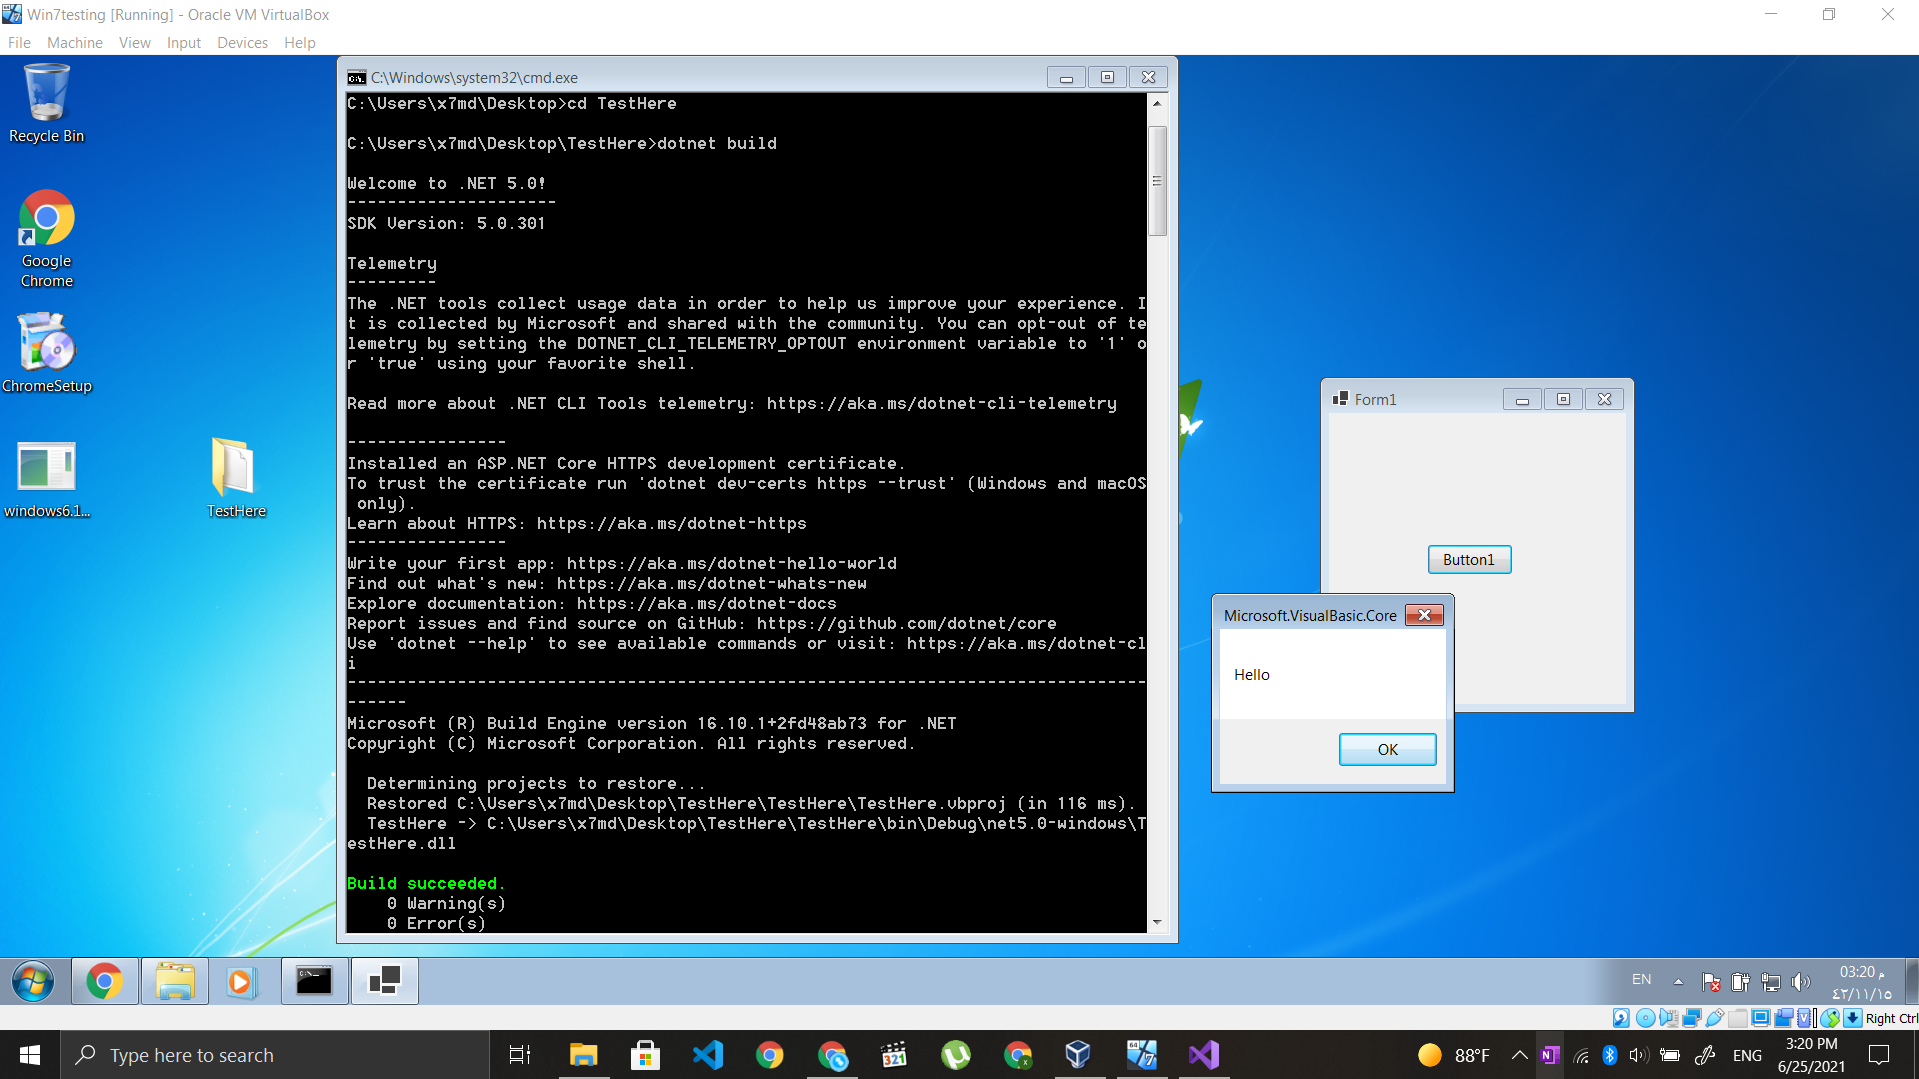 Win7testing [Running] - Oracle VM VirtualBox
File Machine View Input Devices Help
Recycle Bin
Google
Chrome
ChromeSetup
windows6.1...
TestHere
C:\Windows\system32\cmd.exe
C:\Users\x7md\Desktop>cd TestHere
C:\Users\x7md\Desktop\TestHere>dotnet build
Welcome to .NET 5.0!
---------------------
SDK Version: 5.0.301
Telemetry
---------
The .NET tools collect usage data in order to help us improve your experience. I
t is collected by Microsoft and shared with the community. You can opt-out of te
lemetry by setting the DOTNET_CLI_TELEMETRY_OPTOUT environment variable to '1' o
r 'true' using your favorite shell.
Read more about .NET CLI Tools telemetry: https://aka.ms/dotnet-cli-telemetry
----------------
Installed an ASP.NET Core HTTPS development certificate.
To trust the certificate run 'dotnet dev-certs https --trust' (Windows and macOS
 only).
Learn about HTTPS: https://aka.ms/dotnet-https
----------------
Write your first app: https://aka.ms/dotnet-hello-world
Find out what's new: https://aka.ms/dotnet-whats-new
Explore documentation: https://aka.ms/dotnet-docs
Report issues and find source on GitHub: https://github.com/dotnet/core
Use 'dotnet --help' to see available commands or visit: https://aka.ms/dotnet-cl
i
--------------------------------------------------------------------------------
------
Microsoft (R) Build Engine version 16.10.1+2fd48ab73 for .NET
Copyright (C) Microsoft Corporation. All rights reserved.
  Determining projects to restore...
  Restored C:\Users\x7md\Desktop\TestHere\TestHere\TestHere.vbproj (in 116 ms).
  TestHere -> C:\Users\x7md\Desktop\TestHere\TestHere\bin\Debug\net5.0-windows\T
estHere.dll
Build succeeded.
    0 Warning(s)
    0 Error(s)
Form1
Button1
Microsoft.VisualBasic.Core
Hello
OK
EN
03:20 م
٤٢/١١/١٥
Right Ctrl
Type here to search
88°F
ENG
3:20 PM
6/25/2021